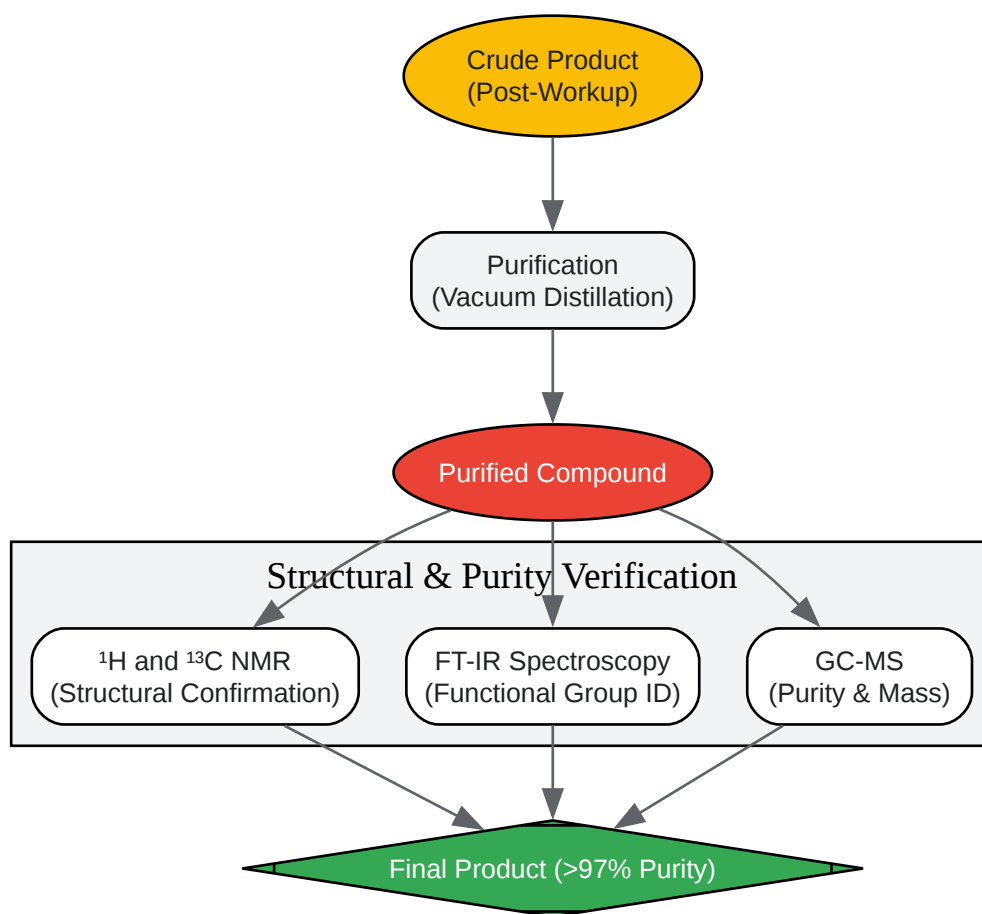 Crude Product
(Post-Workup)
Purification
(Vacuum Distillation)
Purified Compound
Structural & Purity Verification
¹H and ¹³C NMR
(Structural Confirmation)
FT-IR Spectroscopy
(Functional Group ID)
GC-MS
(Purity & Mass)
Final Product (>97% Purity)